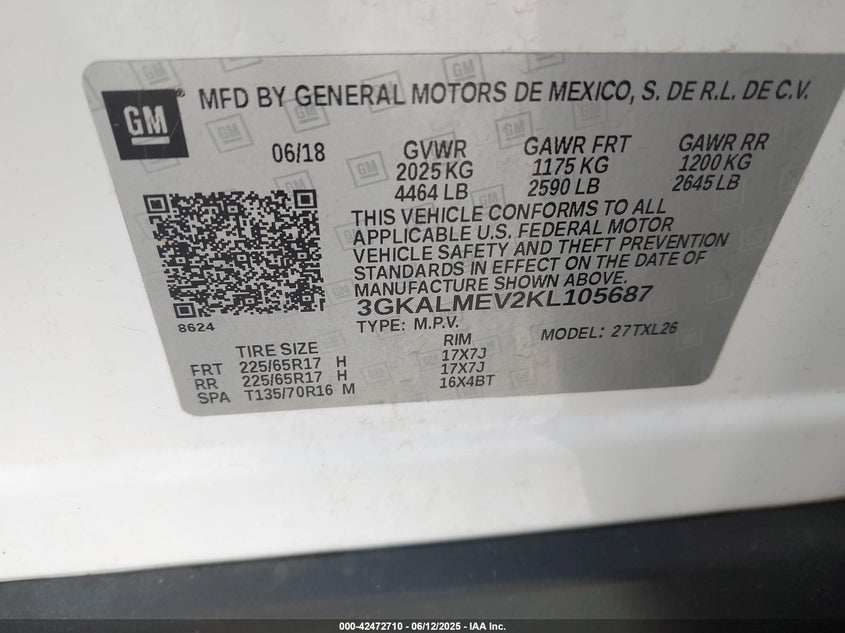 GM
MFD BY GENERAL MOTORS DE MEXICO, S. DE R.L. DE C.V.
06/18 GVWR GAWR FRT GAWR RR
2025 KG 1175 KG 1200 KG
4464 LB 2590 LB 2645 LB
THIS VEHICLE CONFORMS TO ALL
APPLICABLE U.S. FEDERAL MOTOR
VEHICLE SAFETY AND THEFT PREVENTION
STANDARDS IN EFFECT ON THE DATE OF
MANUFACTURE SHOWN ABOVE.
3GKALMEV2KL105687
8624
TYPE: M.P.V. MODEL: 27TXL26
TIRE SIZE RIM
FRT 225/65R17 H 17X7J
RR 225/65R17 H 17X7J
SPA T135/70R16 M 16X4BT
000-42472710 - 06/12/2025 - IAA Inc.